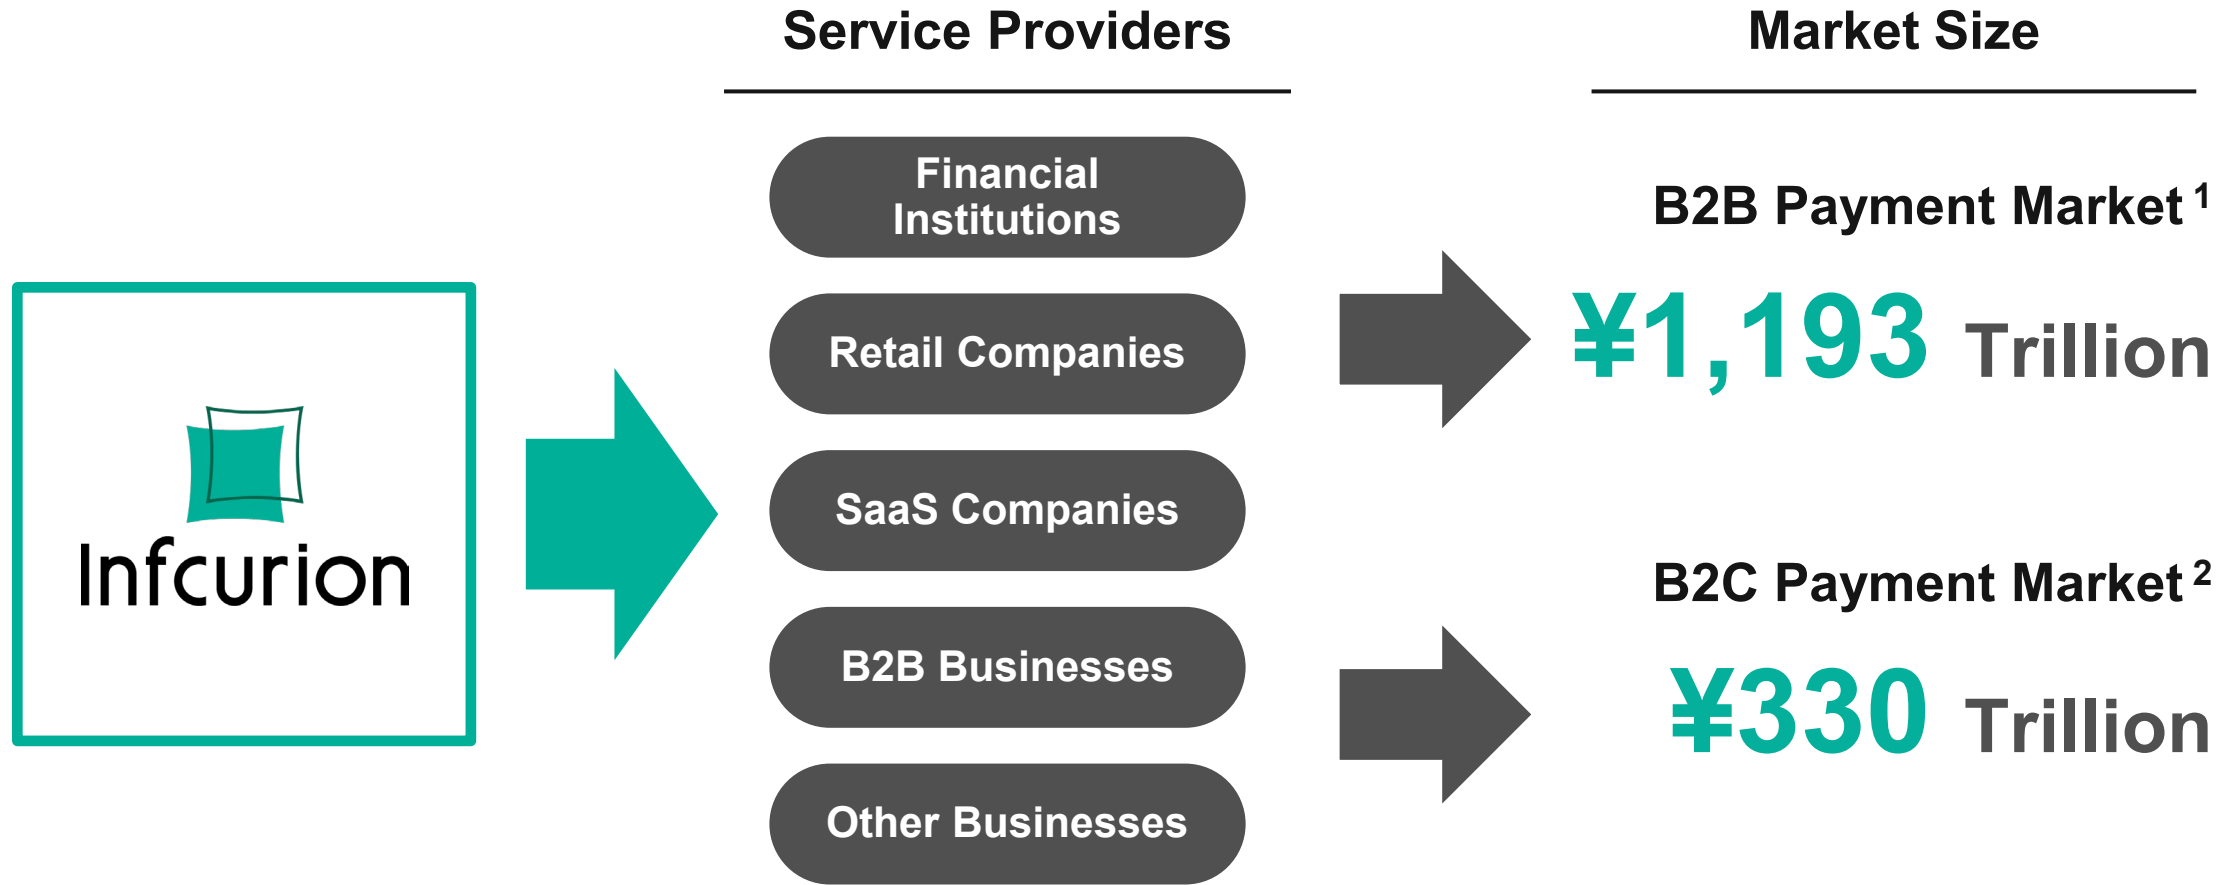 Service Providers
Market Size
Infcurion
Financial
Institutions
Retail Companies
SaaS Companies
B2B Businesses
Other Businesses
B2B Payment Market 1
¥1,193 Trillion
B2C Payment Market 2
¥330 Trillion